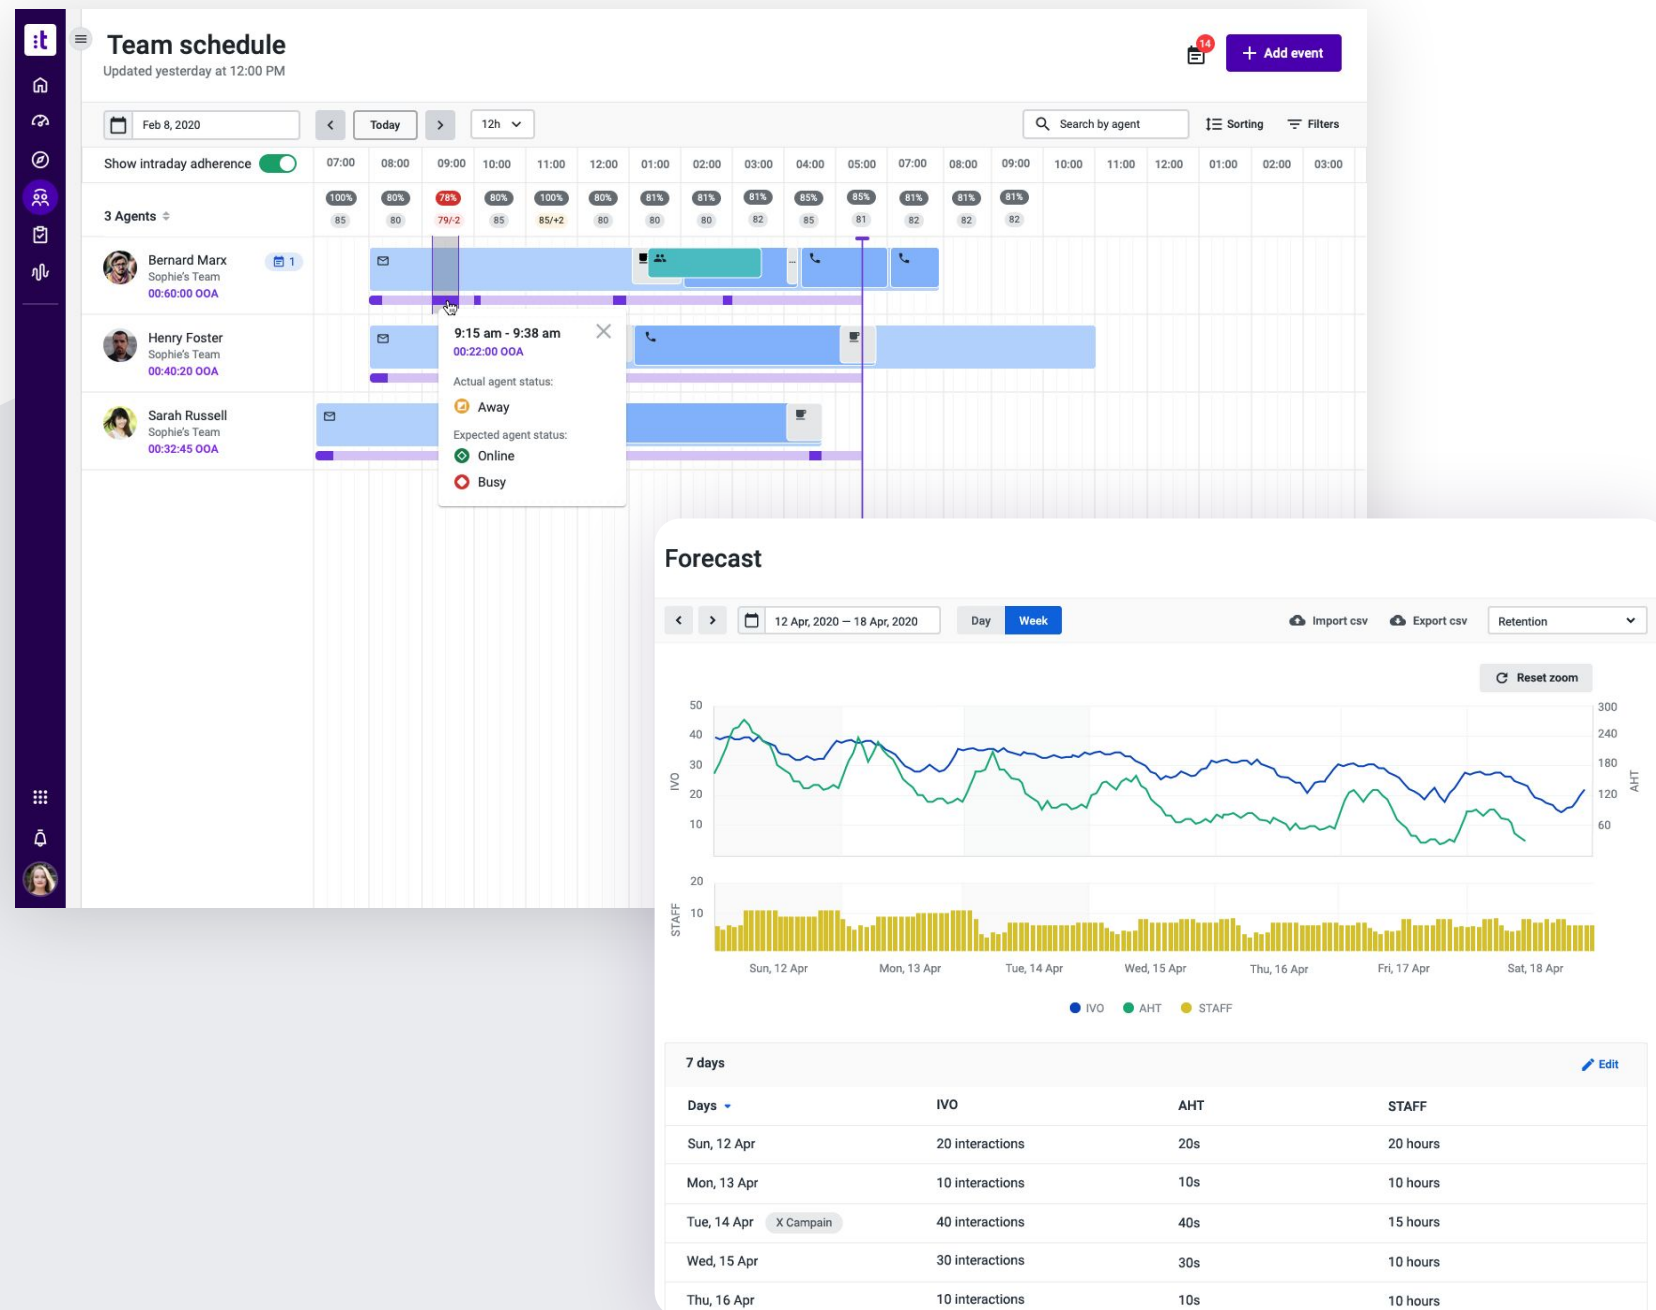 :t
Team schedule
Updated yesterday at 12:00 PM
14
+ Add event
Feb 8, 2020
< Today >
12h
Search by agent
Sorting
Filters
Show intraday adherence
07:00 08:00 09:00 10:00 11:00 12:00 01:00 02:00 03:00 04:00 05:00 07:00 08:00 09:00 10:00 11:00 12:00 01:00 02:00 03:00
100% 80% 78% 80% 100% 80% 81% 81% 81% 85% 85% 81% 81% 81%
3 Agents
85 80 79/-2 85 85/+2 80 80 80 82 85 81 82 82 82
Bernard Marx
1
Sophie's Team
00:60:00 OOA
...
Henry Foster
Sophie's Team
00:40:20 OOA
Sarah Russell
Sophie's Team
00:32:45 OOA
9:15 am - 9:38 am
00:22:00 OOA
Actual agent status:
Away
Expected agent status:
Online
Busy
Forecast
< >
12 Apr, 2020 — 18 Apr, 2020
Day Week
Import csv
Export csv
Retention
Reset zoom
50 300
40 240
30 180
20 120
10 60
IVO
AHT
20
10
STAFF
Sun, 12 Apr Mon, 13 Apr Tue, 14 Apr Wed, 15 Apr Thu, 16 Apr Fri, 17 Apr Sat, 18 Apr
IVO AHT STAFF
7 days
Edit
Days IVO AHT STAFF
Sun, 12 Apr 20 interactions 20s 20 hours
Mon, 13 Apr 10 interactions 10s 10 hours
Tue, 14 Apr X Campain 40 interactions 40s 15 hours
Wed, 15 Apr 30 interactions 30s 10 hours
Thu, 16 Apr 10 interactions 10s 10 hours